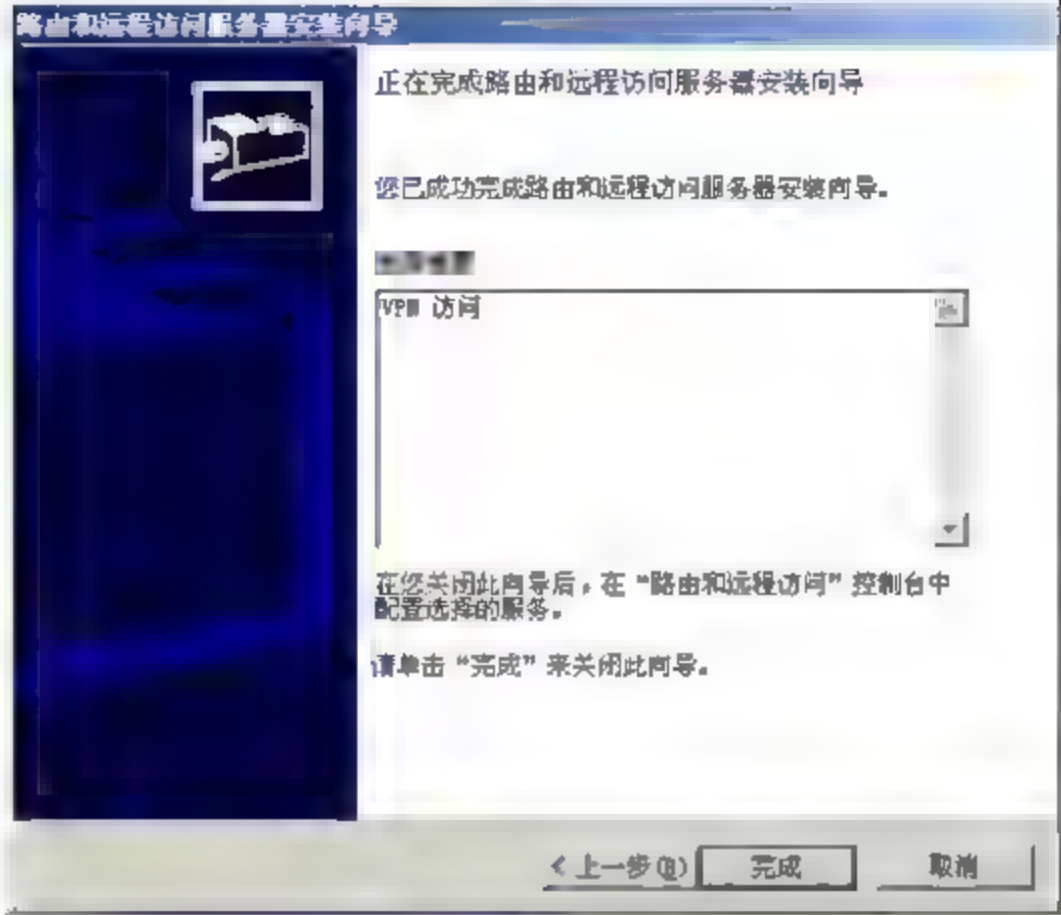 路由和远程访问服务器安装向导
正在完成路由和远程访问服务器安装向导
您已成功完成路由和远程访问服务器安装向导。
VPN 访问
在您关闭此向导后，在“路由和远程访问”控制台中
配置选择的服务。
请单击“完成”来关闭此向导。
< 上一步(B) 完成 取消